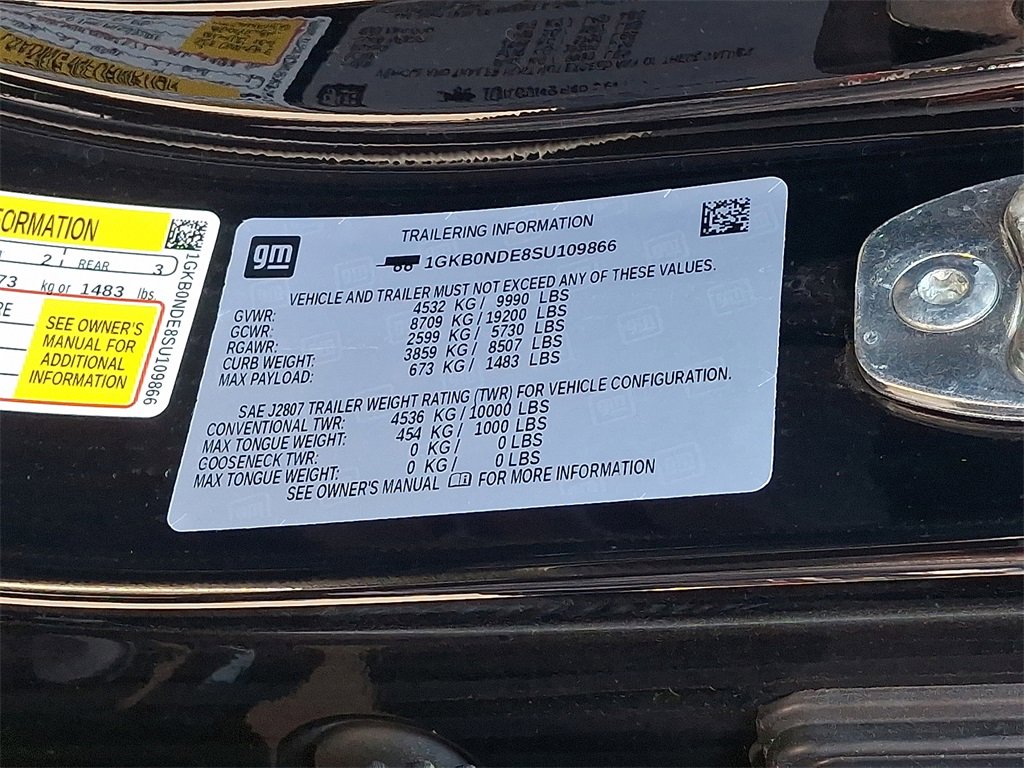 FORMATION
2 REAR 3
73 kg or 1483 lbs.
RE
SEE OWNER'S
MANUAL FOR
ADDITIONAL
INFORMATION
1GKB0NDE8SU109866
gm
TRAILERING INFORMATION
1GKB0NDE8SU109866
VEHICLE AND TRAILER MUST NOT EXCEED ANY OF THESE VALUES.
GVWR: 4532 KG / 9990 LBS
GCWR: 8709 KG / 19200 LBS
RGAWR: 2599 KG / 5730 LBS
CURB WEIGHT: 3859 KG / 8507 LBS
MAX PAYLOAD: 673 KG / 1483 LBS
SAE J2807 TRAILER WEIGHT RATING (TWR) FOR VEHICLE CONFIGURATION.
CONVENTIONAL TWR: 4536 KG / 10000 LBS
MAX TONGUE WEIGHT: 454 KG / 1000 LBS
GOOSENECK TWR: 0 KG / 0 LBS
MAX TONGUE WEIGHT: 0 KG / 0 LBS
SEE OWNER'S MANUAL FOR MORE INFORMATION